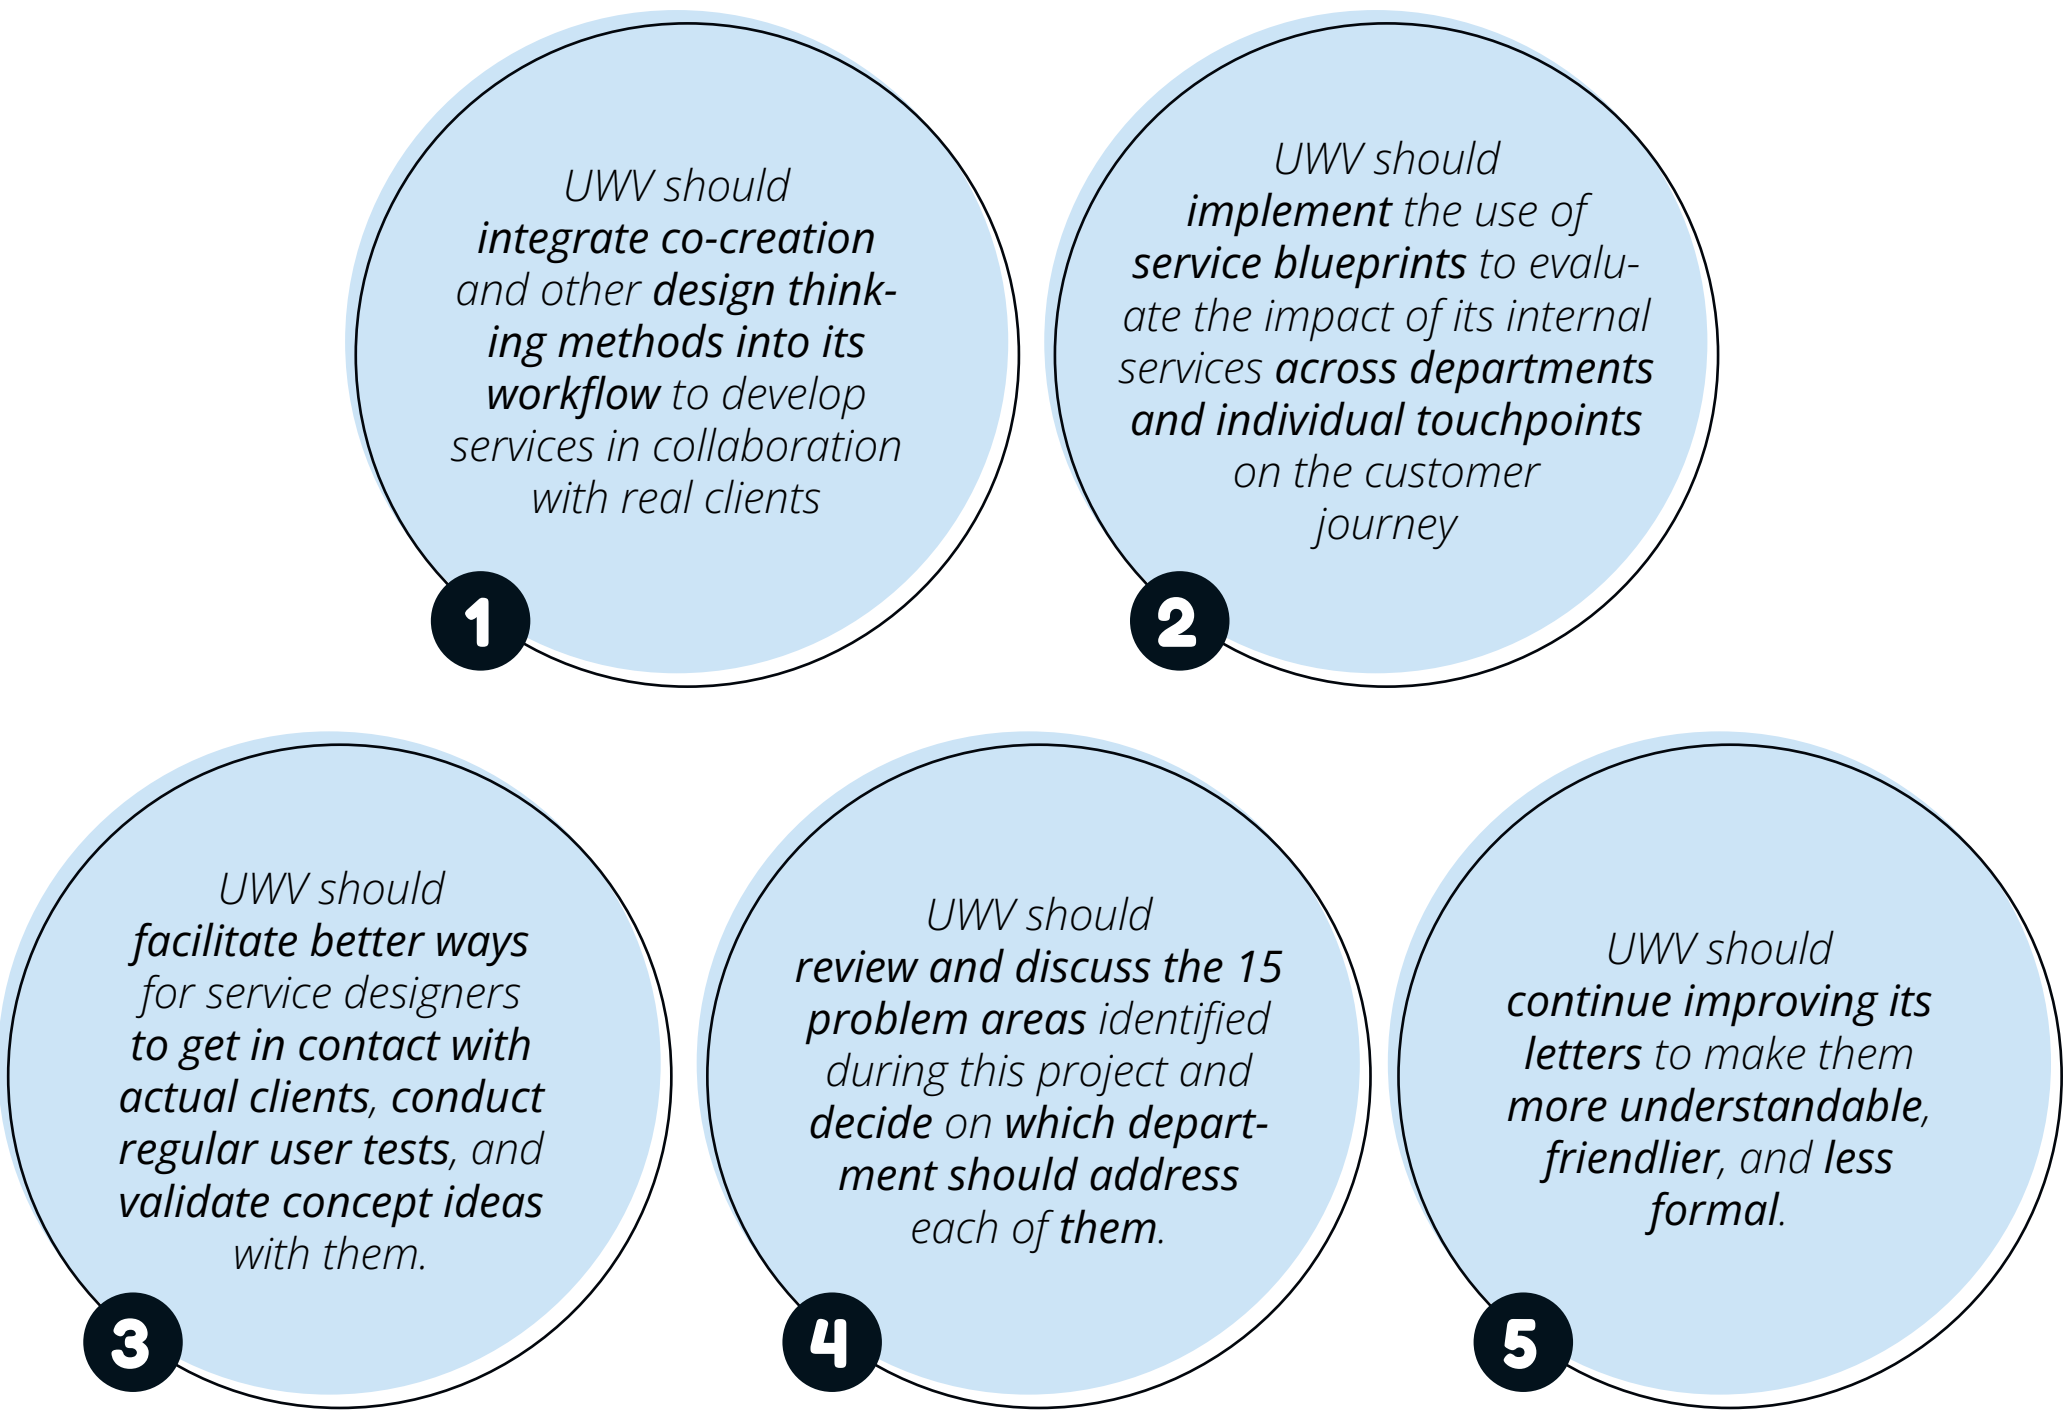 UWV should
integrate co-creation
and other design think-
ing methods into its
workflow to develop
services in collaboration
with real clients
1
UWV should
implement the use of
service blueprints to evalu-
ate the impact of its internal
services across departments
and individual touchpoints
on the customer
journey
2
UWV should
facilitate better ways
for service designers
to get in contact with
actual clients, conduct
regular user tests, and
validate concept ideas
with them.
3
UWV should
review and discuss the 15
problem areas identified
during this project and
decide on which depart-
ment should address
each of them.
4
UWV should
continue improving its
letters to make them
more understandable,
friendlier, and less
formal.
5